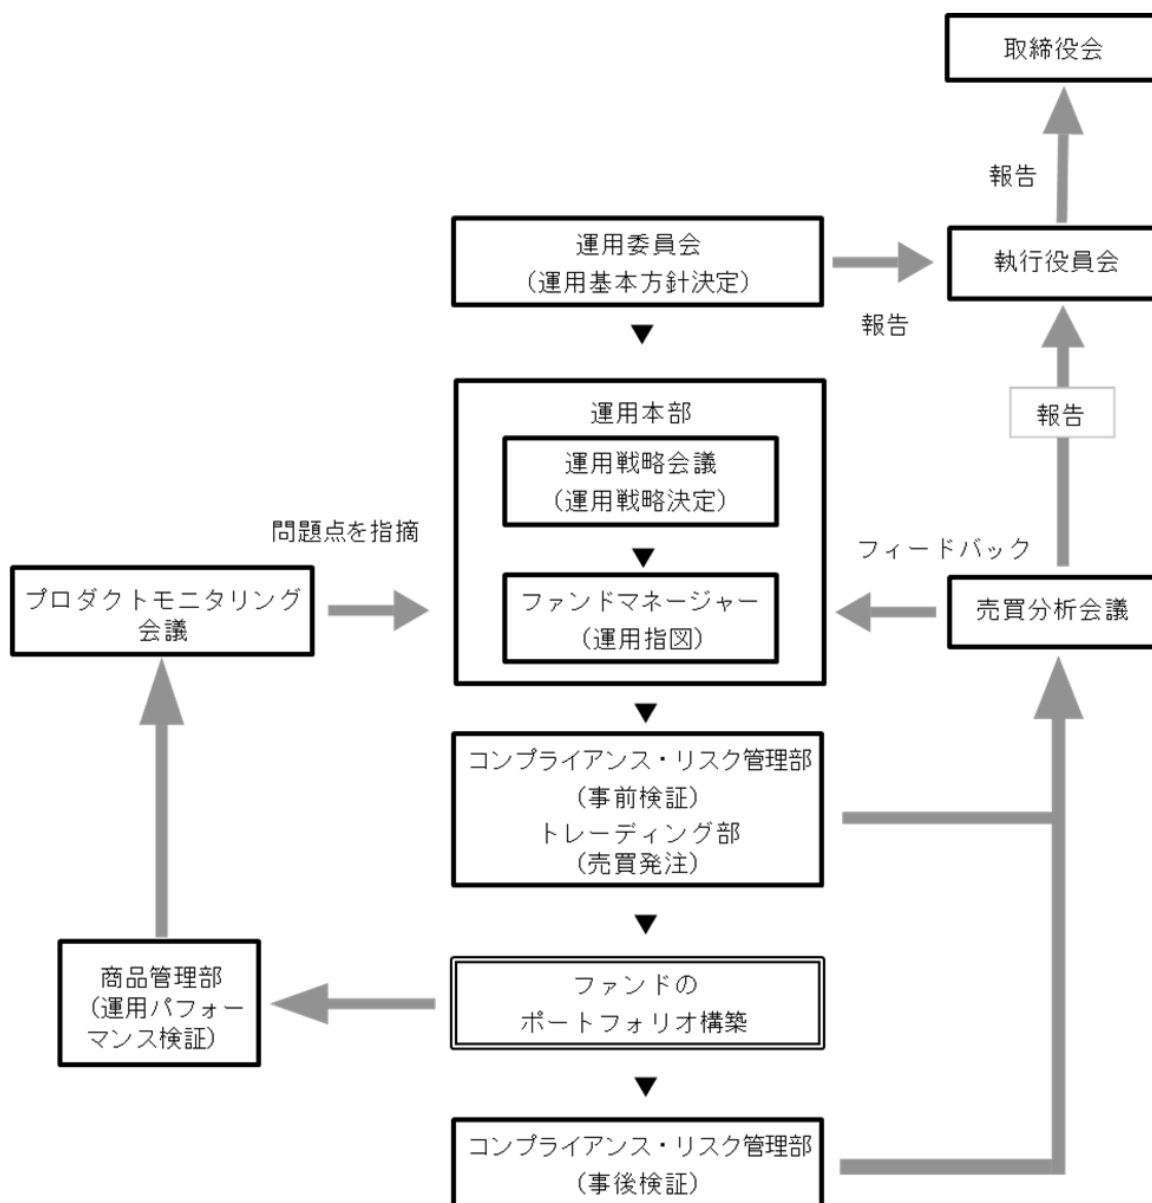 取締役会
報告
運用委員会
（運用基本方針決定）
執行役員会
報告
運用本部
報告
運用戦略会議
（運用戦略決定）
問題点を指摘
フィードバック
プロダクトモニタリング
会議
ファンドマネージャー
（運用指図）
売買分析会議
コンプライアンス・リスク管理部
（事前検証）
トレーディング部
（売買発注）
商品管理部
（運用パフォー
マンス検証）
ファンドの
ポートフォリオ構築
コンプライアンス・リスク管理部
（事後検証）